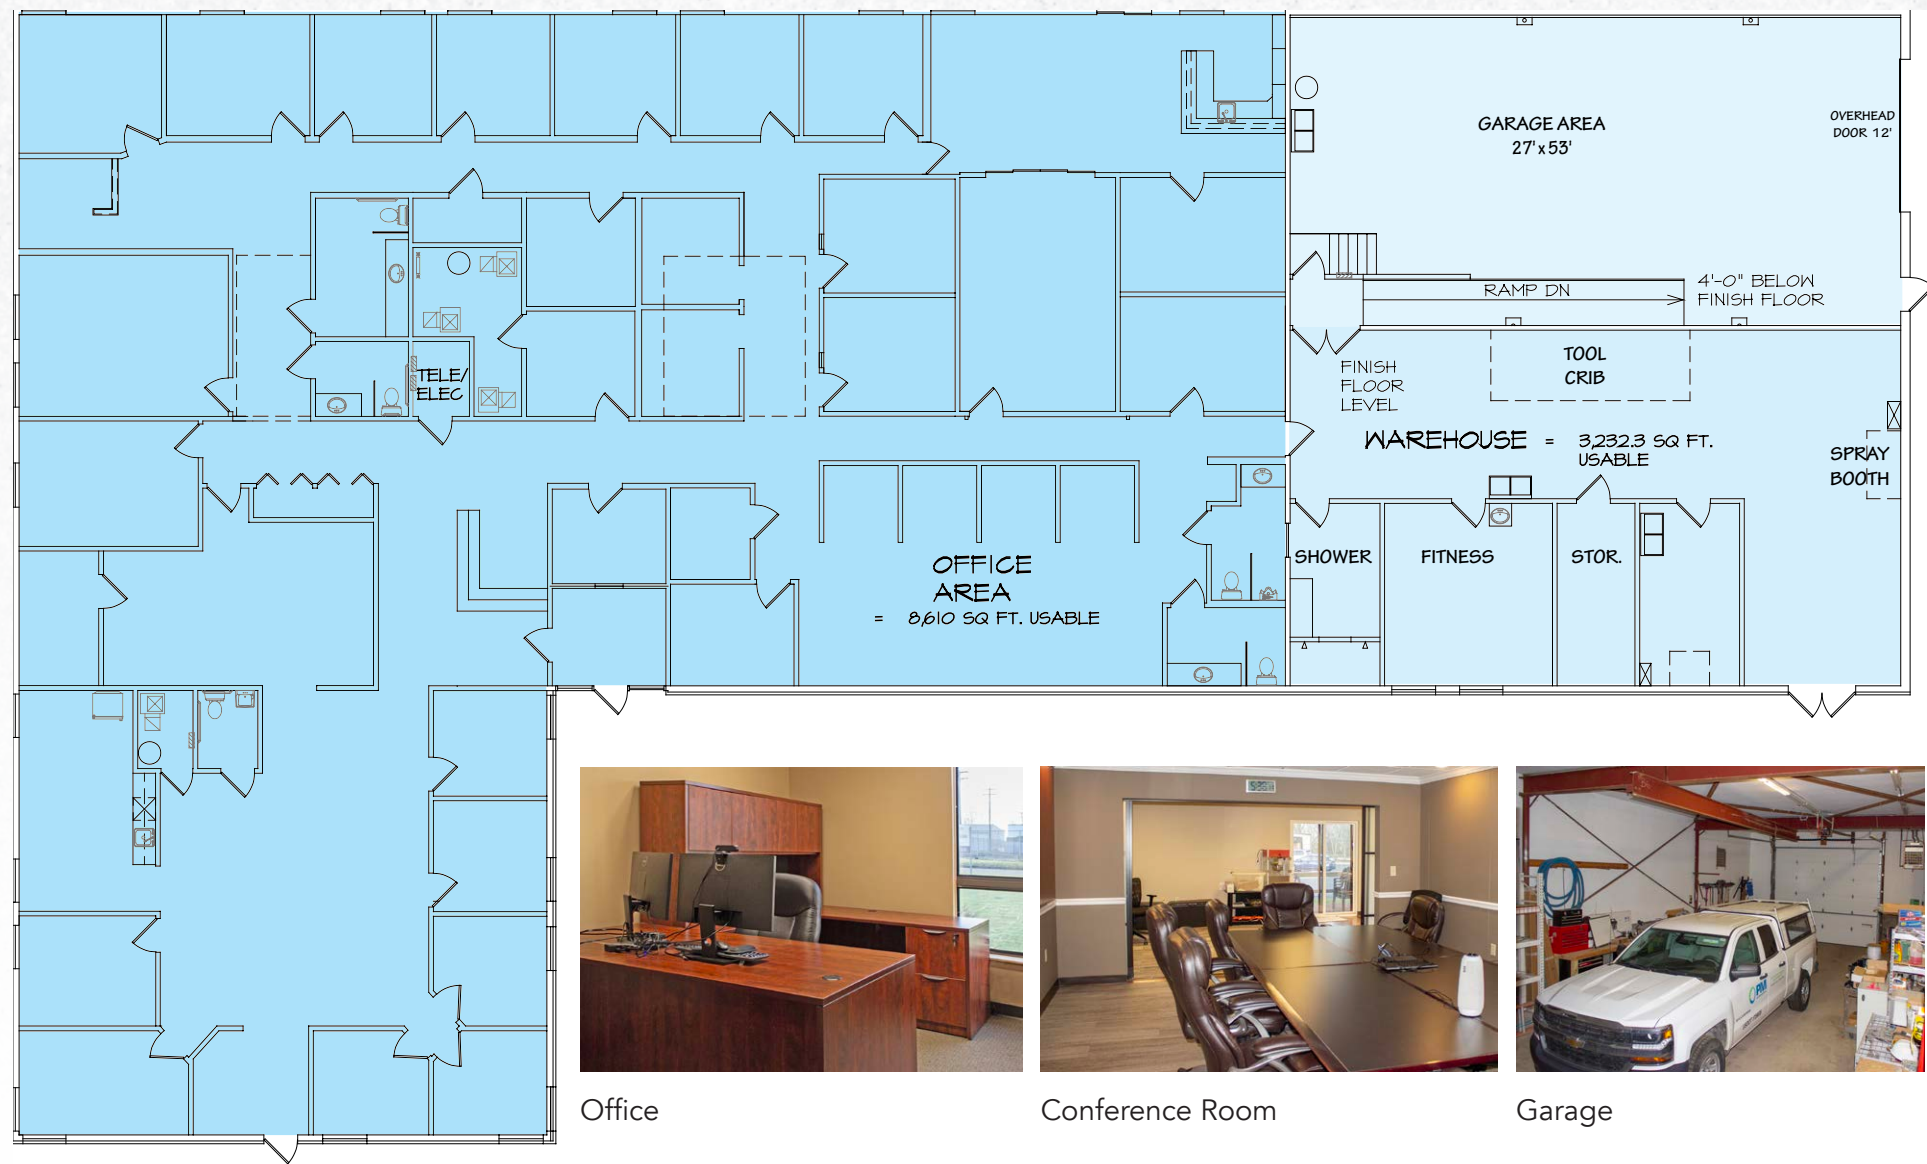 GARAGE AREA
27' x 53'
OVERHEAD
DOOR 12'
RAMP DN
4'-0" BELOW
FINISH FLOOR
TELE/
ELEC
FINISH
FLOOR
LEVEL
TOOL
CRIB
WAREHOUSE = 3,232.3 SQ FT.
USABLE
SPRAY
BOOTH
OFFICE
AREA
= 8,610 SQ FT. USABLE
SHOWER
FITNESS
STOR.
PMI
Office
Conference Room
Garage